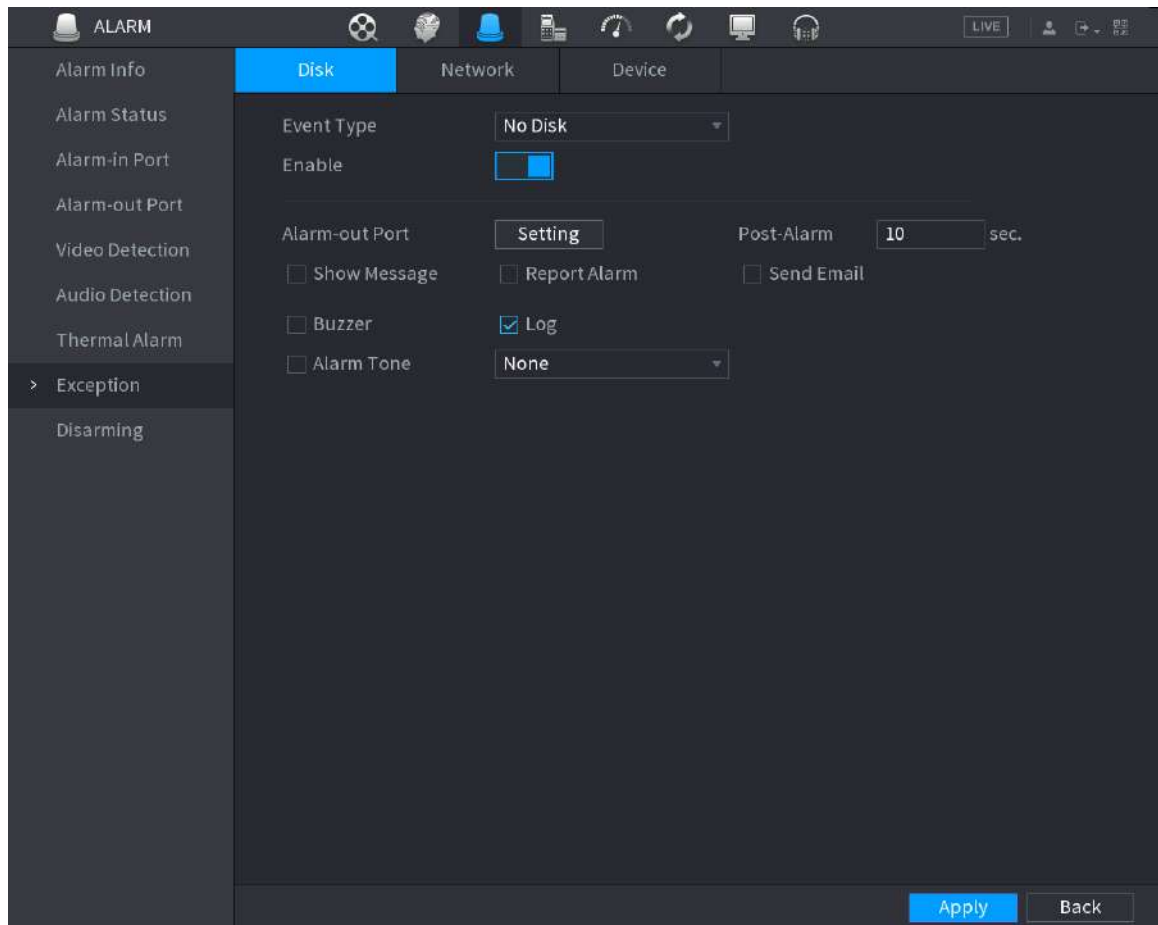 ALARM
LIVE
Alarm Info
Disk Network Device
Alarm Status
Event Type No Disk
Alarm-in Port
Enable
Alarm-out Port
Alarm-out Port Setting Post-Alarm 10 sec.
Video Detection
Show Message Report Alarm Send Email
Audio Detection
Buzzer Log
Thermal Alarm
Alarm Tone None
Exception
Disarming
Apply Back